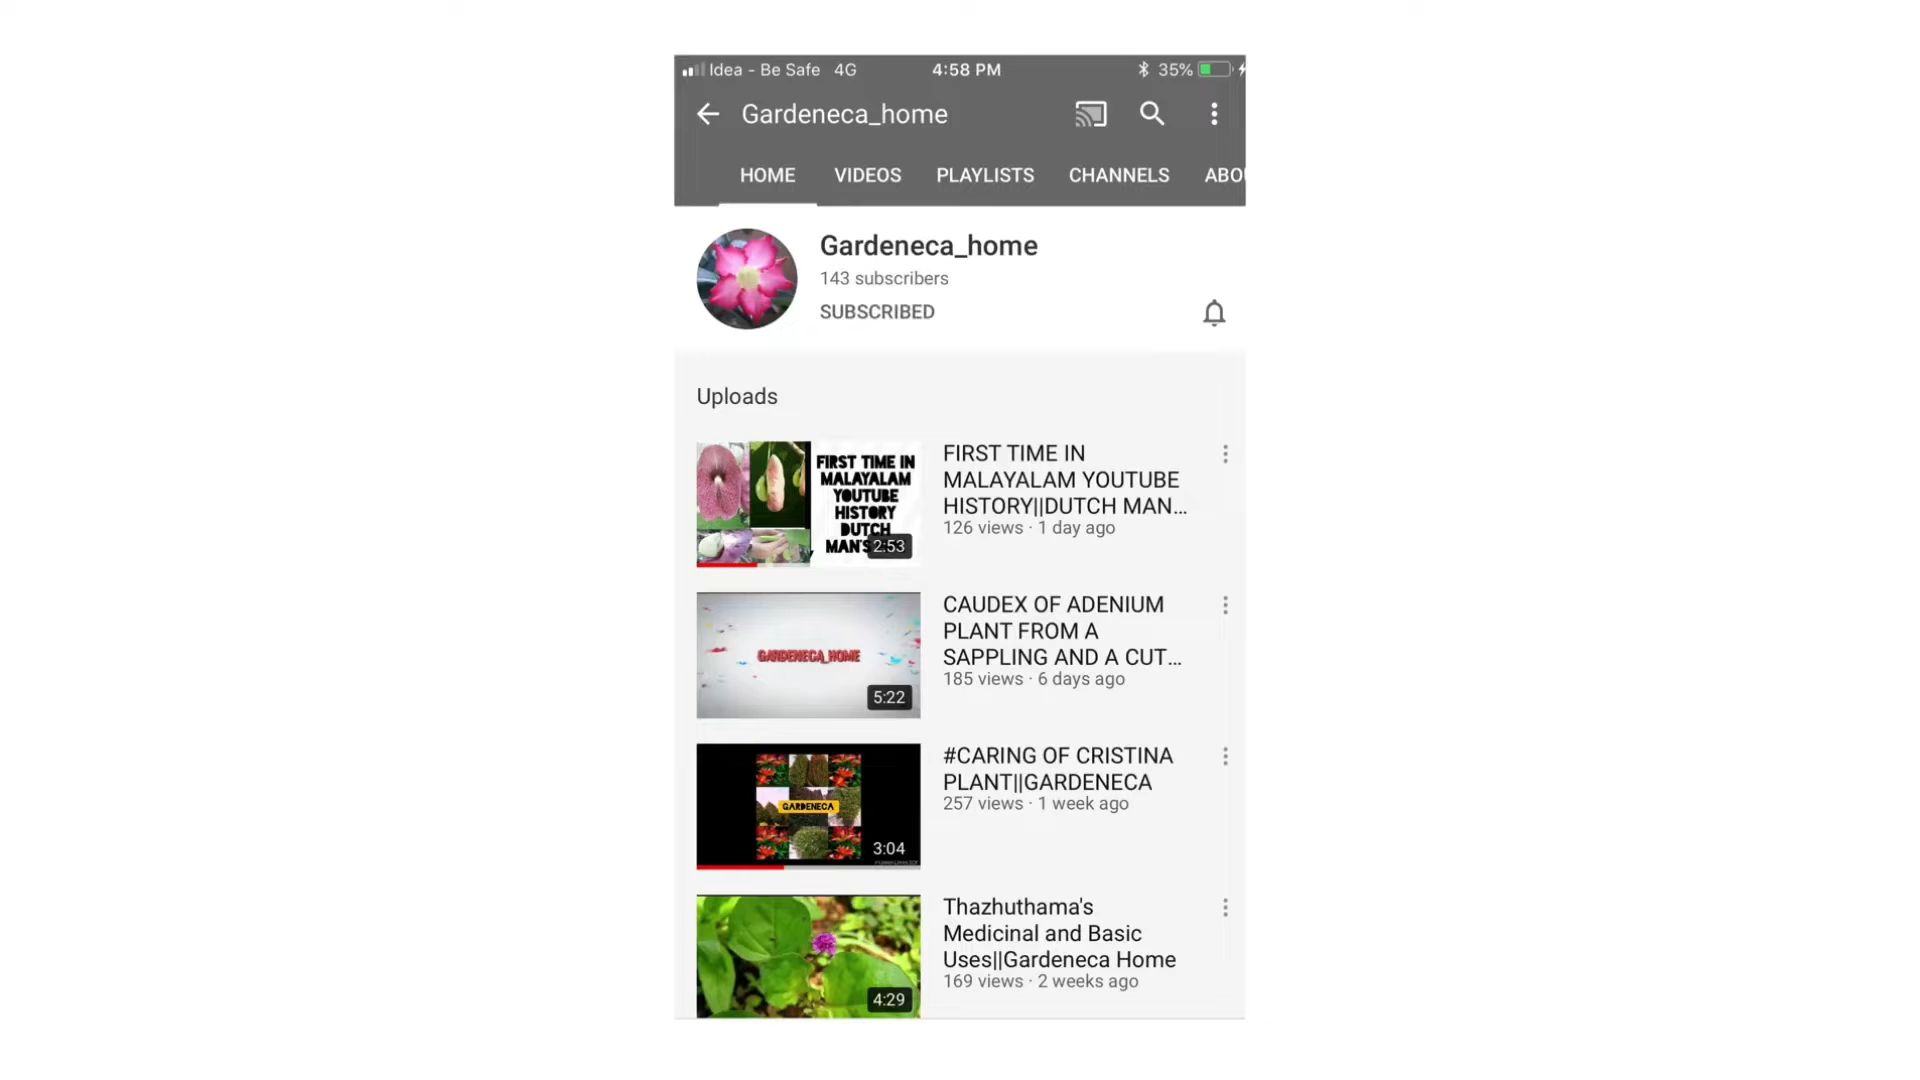 Idea - Be Safe 4G 4:58 PM 35%
Gardeneca_home
HOME VIDEOS PLAYLISTS CHANNELS ABOU
Gardeneca_home
143 subscribers
SUBSCRIBED
Uploads
FIRST TIME IN
MALAYALAM
YOUTUBE
HISTORY
DUTCH
MAN'S
2:53
FIRST TIME IN
MALAYALAM YOUTUBE
HISTORY||DUTCH MAN...
126 views · 1 day ago
GARDENECA_HOME
5:22
CAUDEX OF ADENIUM
PLANT FROM A
SAPPLING AND A CUT...
185 views · 6 days ago
GARDENECA
3:04
#CARING OF CRISTINA
PLANT||GARDENECA
257 views · 1 week ago
4:29
Thazhuthama's
Medicinal and Basic
Uses||Gardeneca Home
169 views · 2 weeks ago